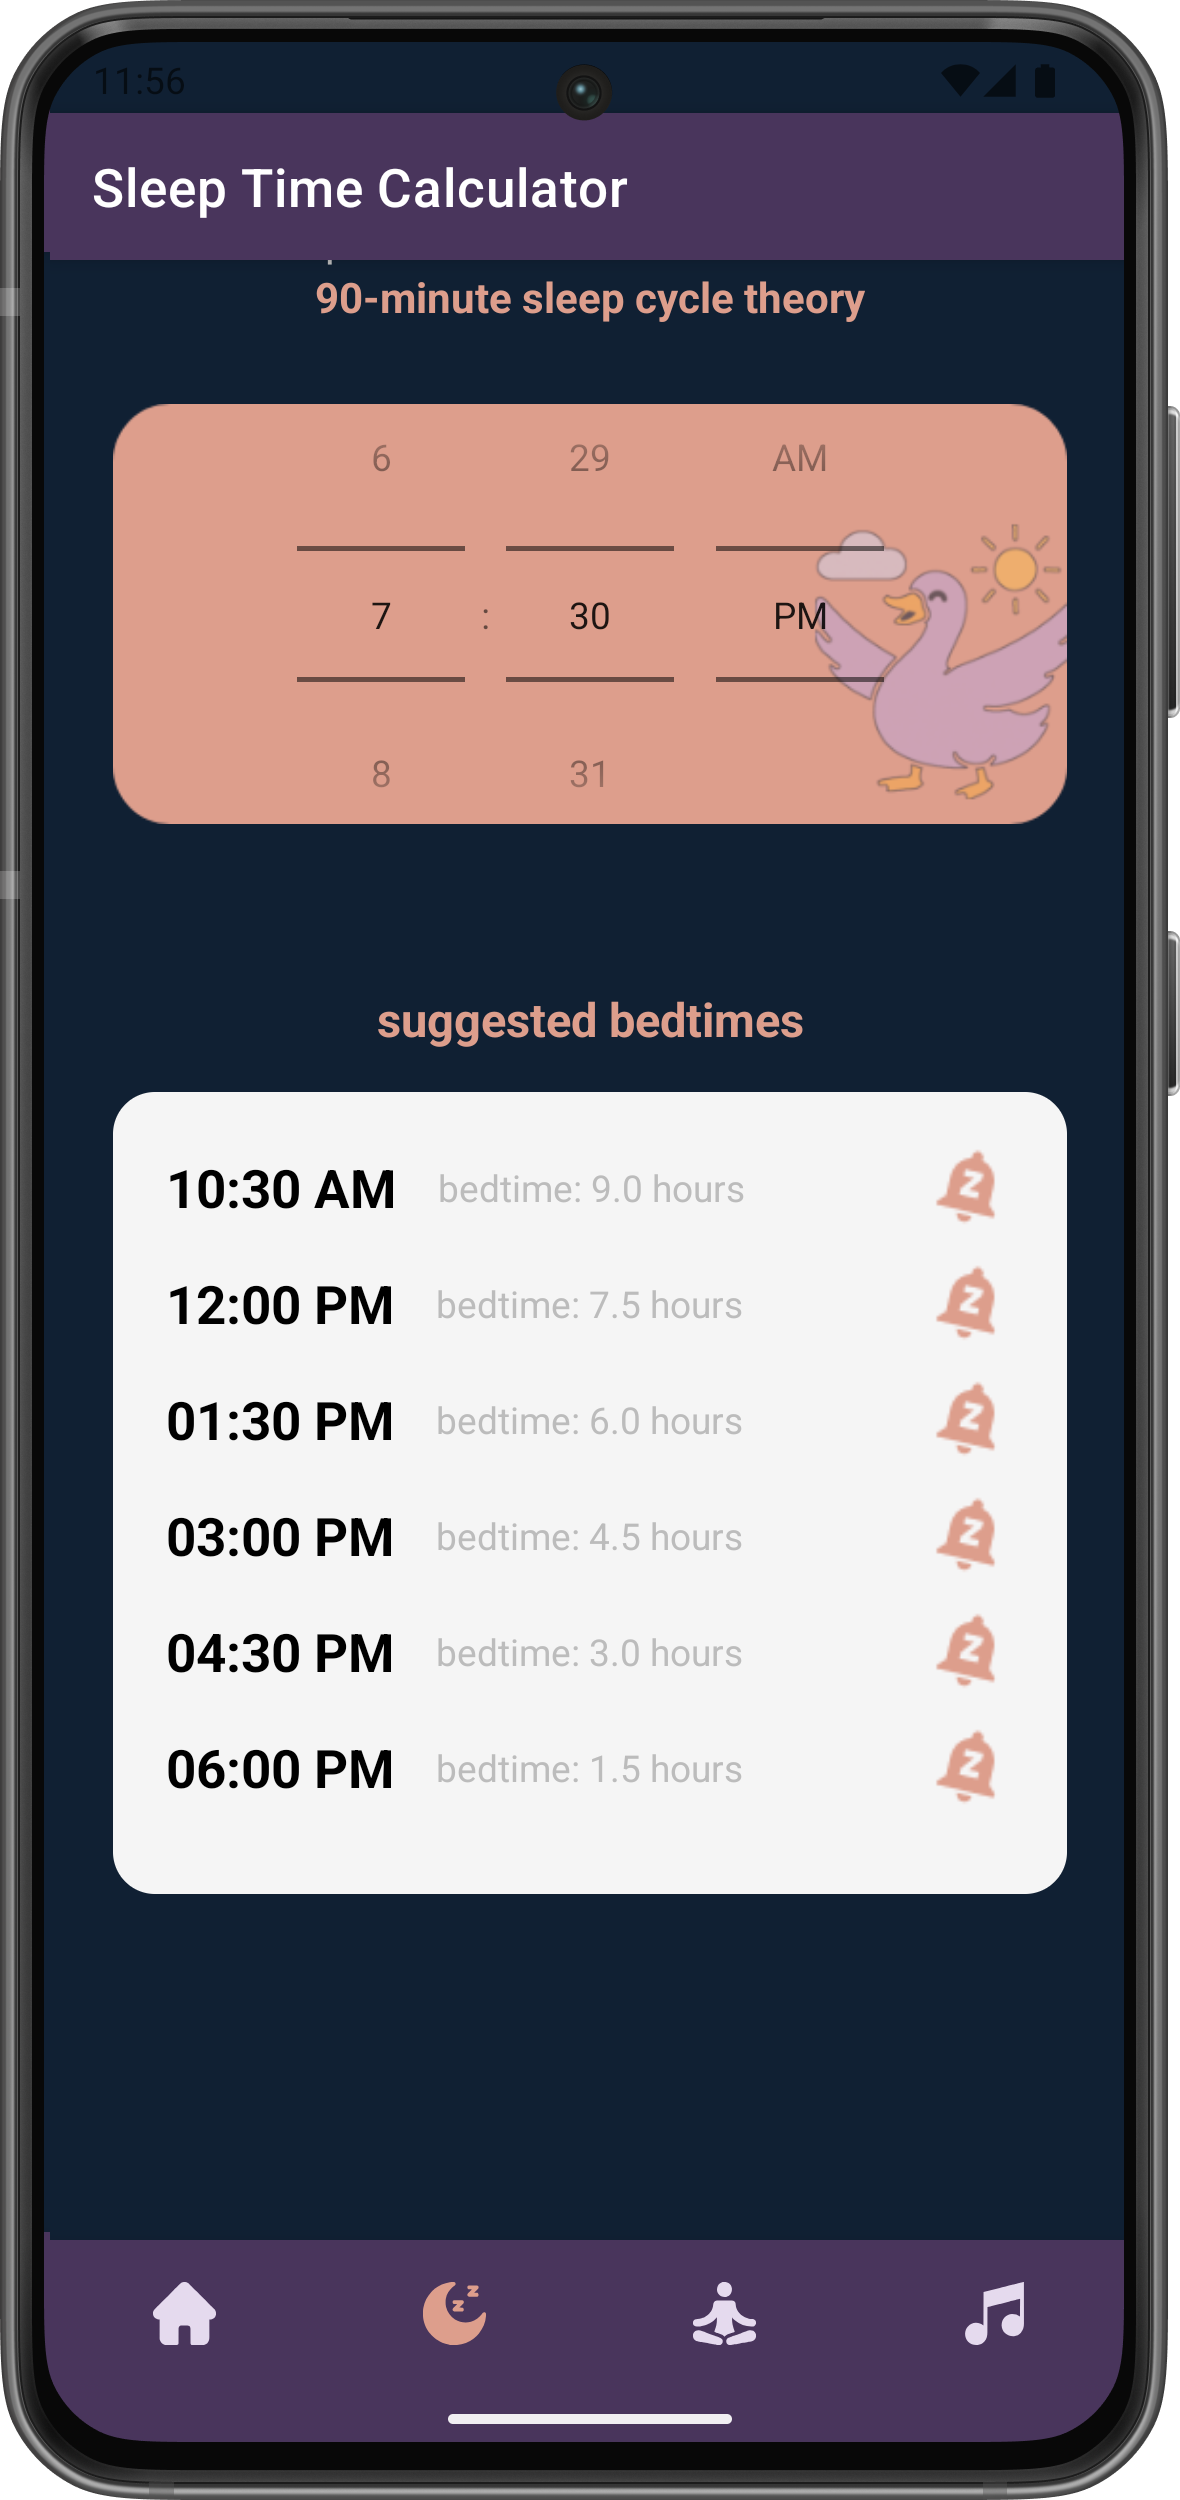 11:56
Sleep Time Calculator
90-minute sleep cycle theory
6 29 AM
7 : 30 PM
8 31
suggested bedtimes
10:30 AM bedtime: 9.0 hours
12:00 PM bedtime: 7.5 hours
01:30 PM bedtime: 6.0 hours
03:00 PM bedtime: 4.5 hours
04:30 PM bedtime: 3.0 hours
06:00 PM bedtime: 1.5 hours